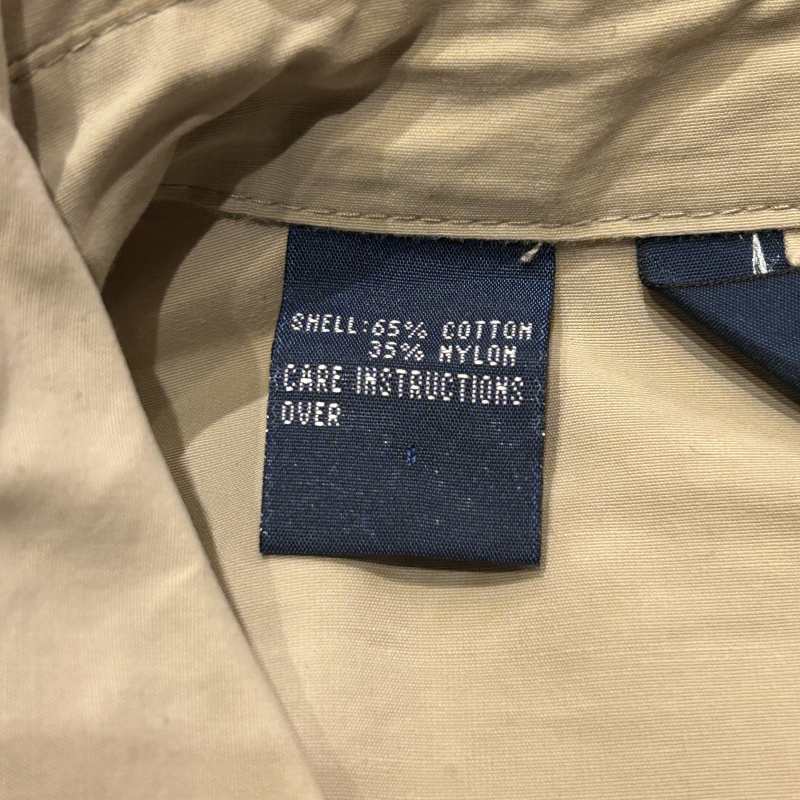 SHELL:65% COTTON
35% NYLON
CARE INSTRUCTIONS
OVER